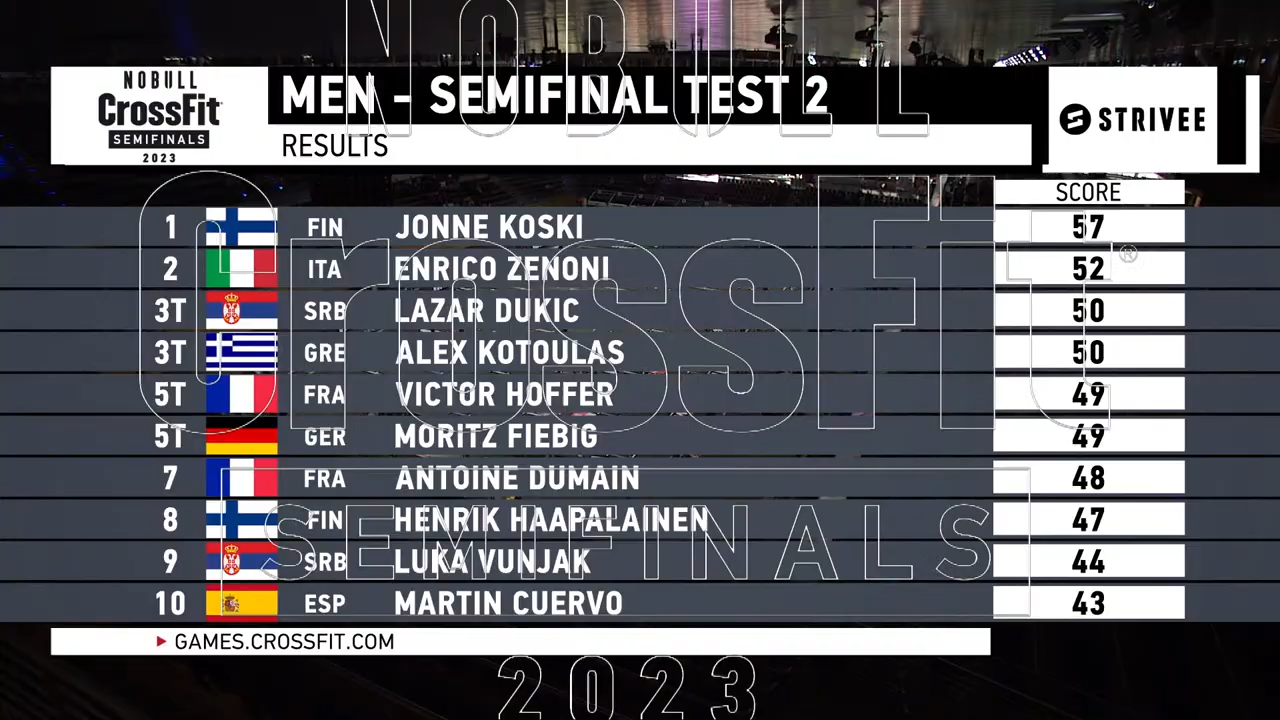 NOBULL
NOBULL
CrossFit
SEMIFINALS
2023
MEN - SEMIFINAL TEST 2
RESULTS
STRIVEE
SCORE
1 FIN JONNE KOSKI 57
2 ITA ENRICO ZENONI 52
3T SRB LAZAR DUKIC 50
3T GRE ALEX KOTOULAS 50
5T FRA VICTOR HOFFER 49
5T GER MORITZ FIEBIG 49
7 FRA ANTOINE DUMAIN 48
8 FIN HENRIK HAAPALAINEN 47
9 SRB LUKA VUNJAK 44
10 ESP MARTIN CUERVO 43
CrossFit®
SEMIFINALS
GAMES.CROSSFIT.COM
2023